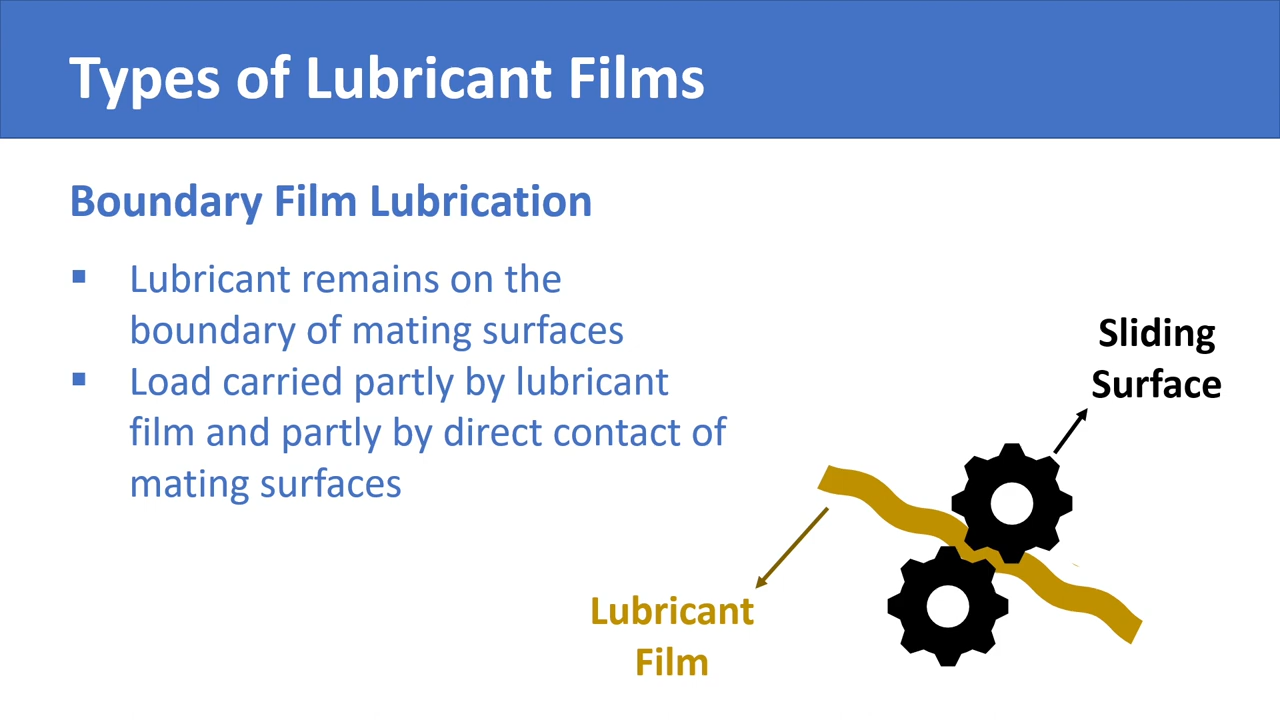 Types of Lubricant Films
Boundary Film Lubrication
▪ Lubricant remains on the
boundary of mating surfaces
▪ Load carried partly by lubricant
film and partly by direct contact of
mating surfaces
Sliding
Surface
Lubricant
Film